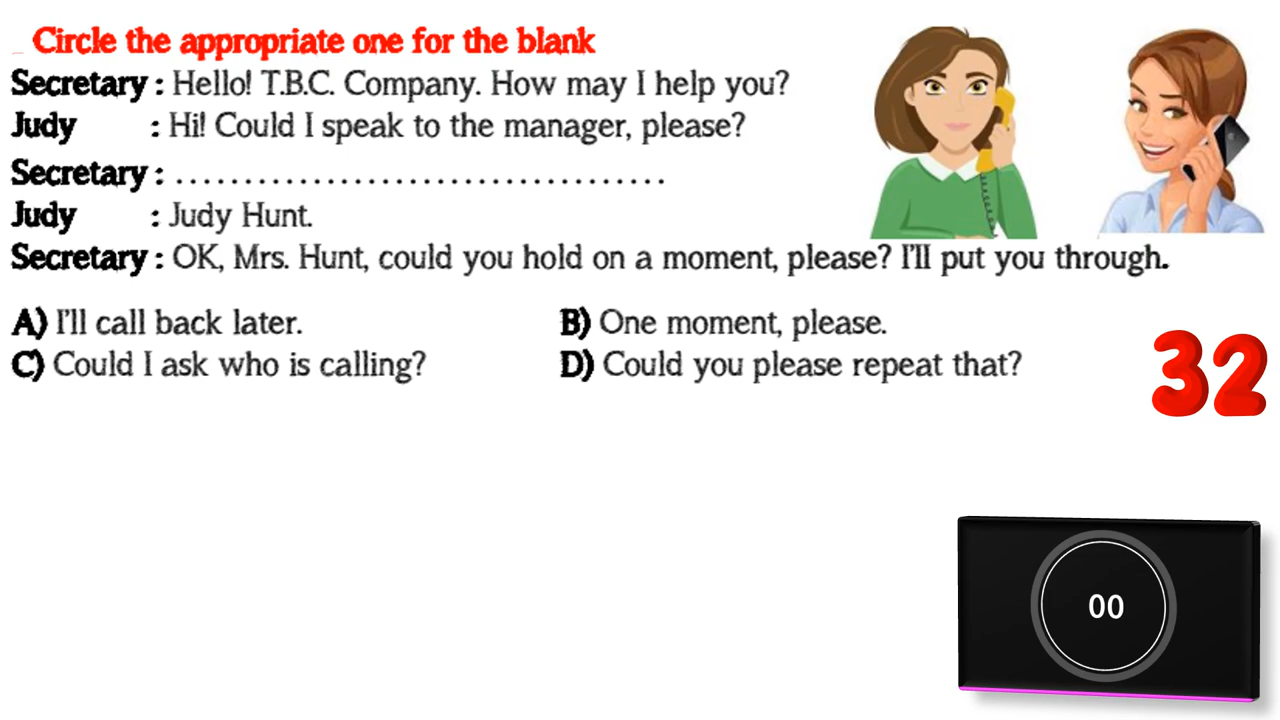 Circle the appropriate one for the blank
Secretary : Hello! T.B.C. Company. How may I help you?
Judy : Hi! Could I speak to the manager, please?
Secretary : ....................................
Judy : Judy Hunt.
Secretary : OK, Mrs. Hunt, could you hold on a moment, please? I'll put you through.
A) I'll call back later. B) One moment, please.
C) Could I ask who is calling? D) Could you please repeat that?
32
00